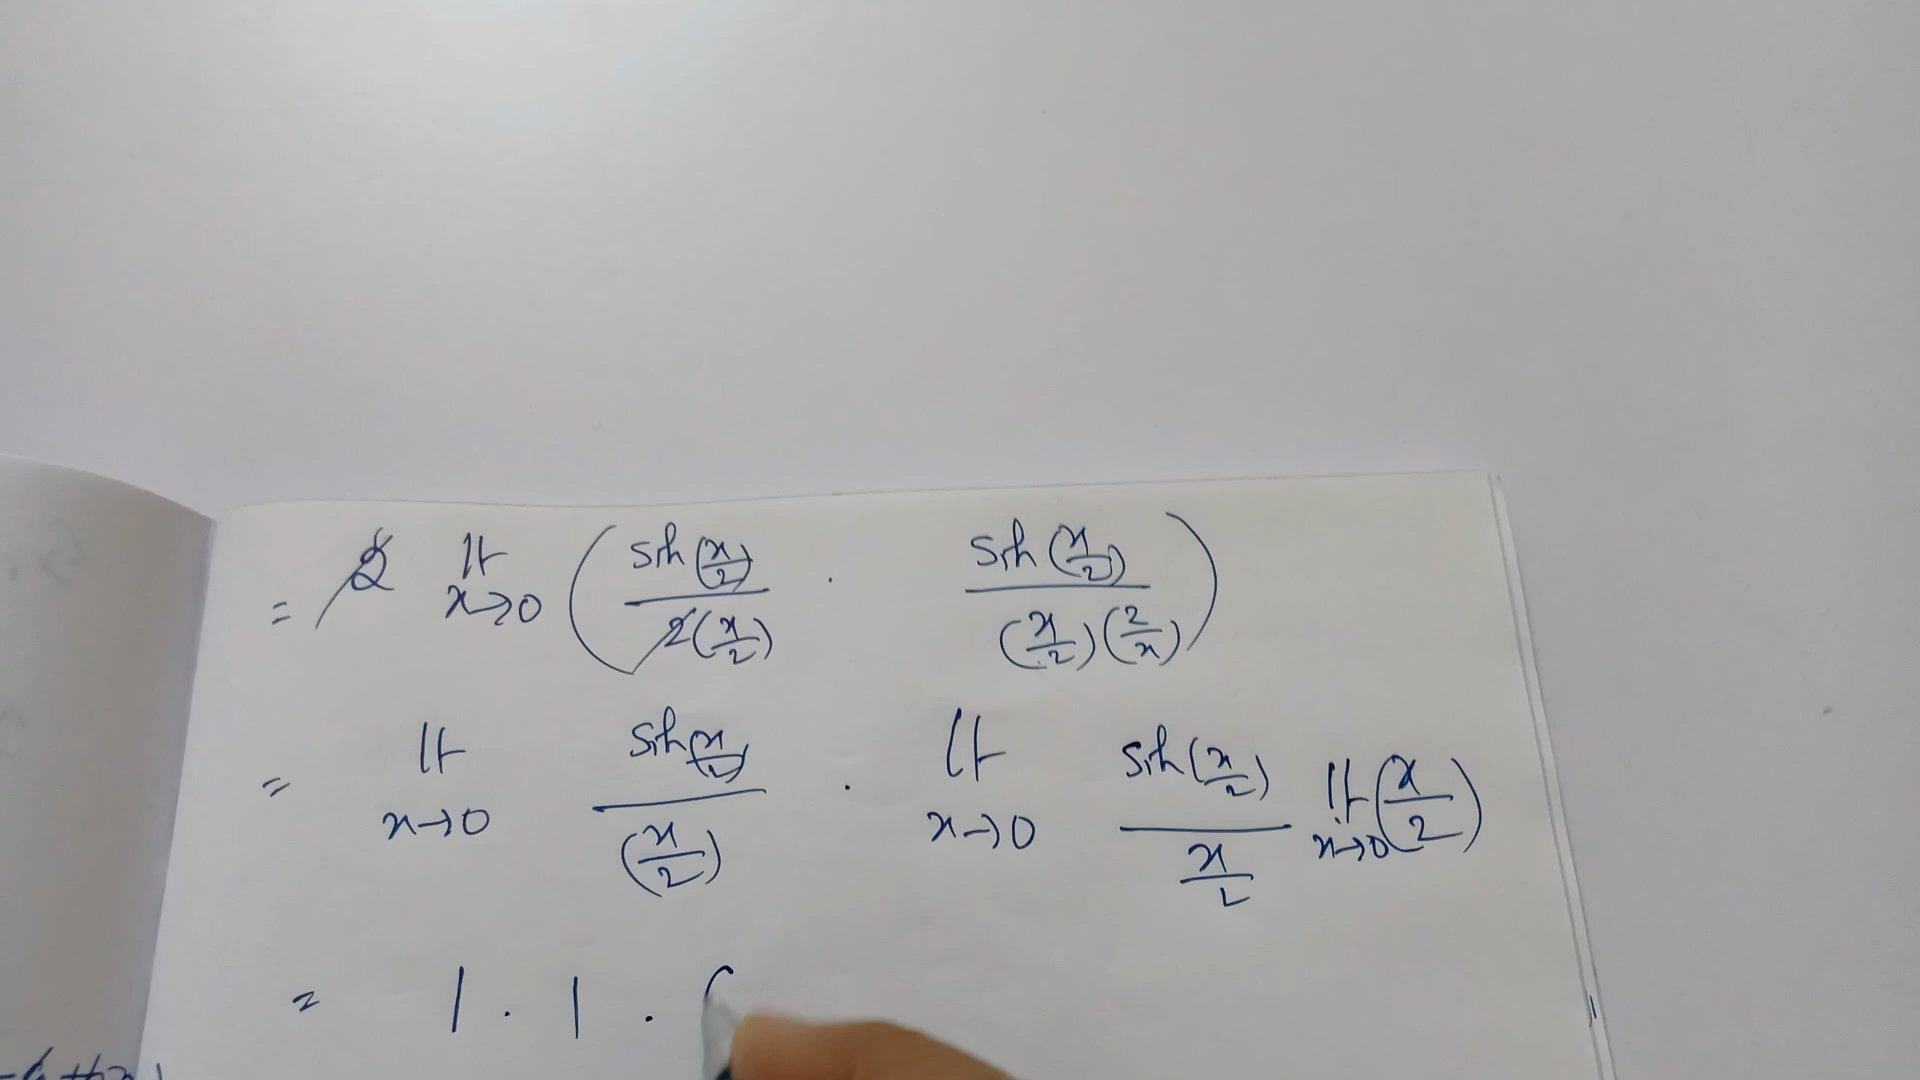 = 2 lt x→0 ( sin(x/2) / 2(x/2) . sin(x/2) / (x/2)(2/x) )
= lt x→0 sin(x/2) / (x/2) . lt x→0 sin(x/2) / x/2 lt x→0 (x/2)
= 1 . 1 .